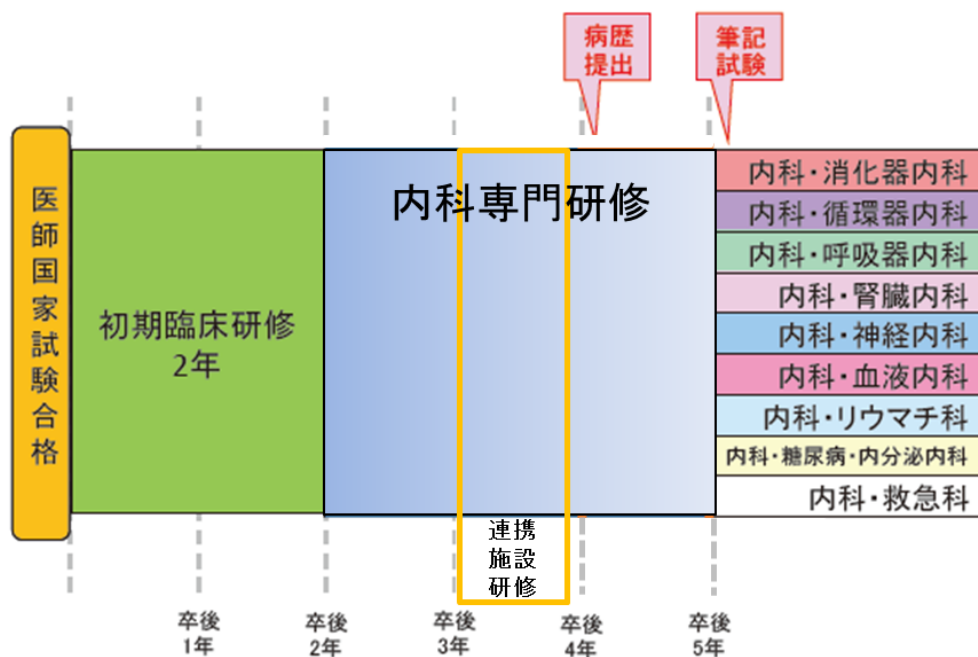 病歴
提出
筆記
試験
医師国家試験合格
初期臨床研修
2年
内科専門研修
内科・消化器内科
内科・循環器内科
内科・呼吸器内科
内科・腎臓内科
内科・神経内科
内科・血液内科
内科・リウマチ科
内科・糖尿病・内分泌内科
内科・救急科
連携
施設
研修
卒後
1年
卒後
2年
卒後
3年
卒後
4年
卒後
5年